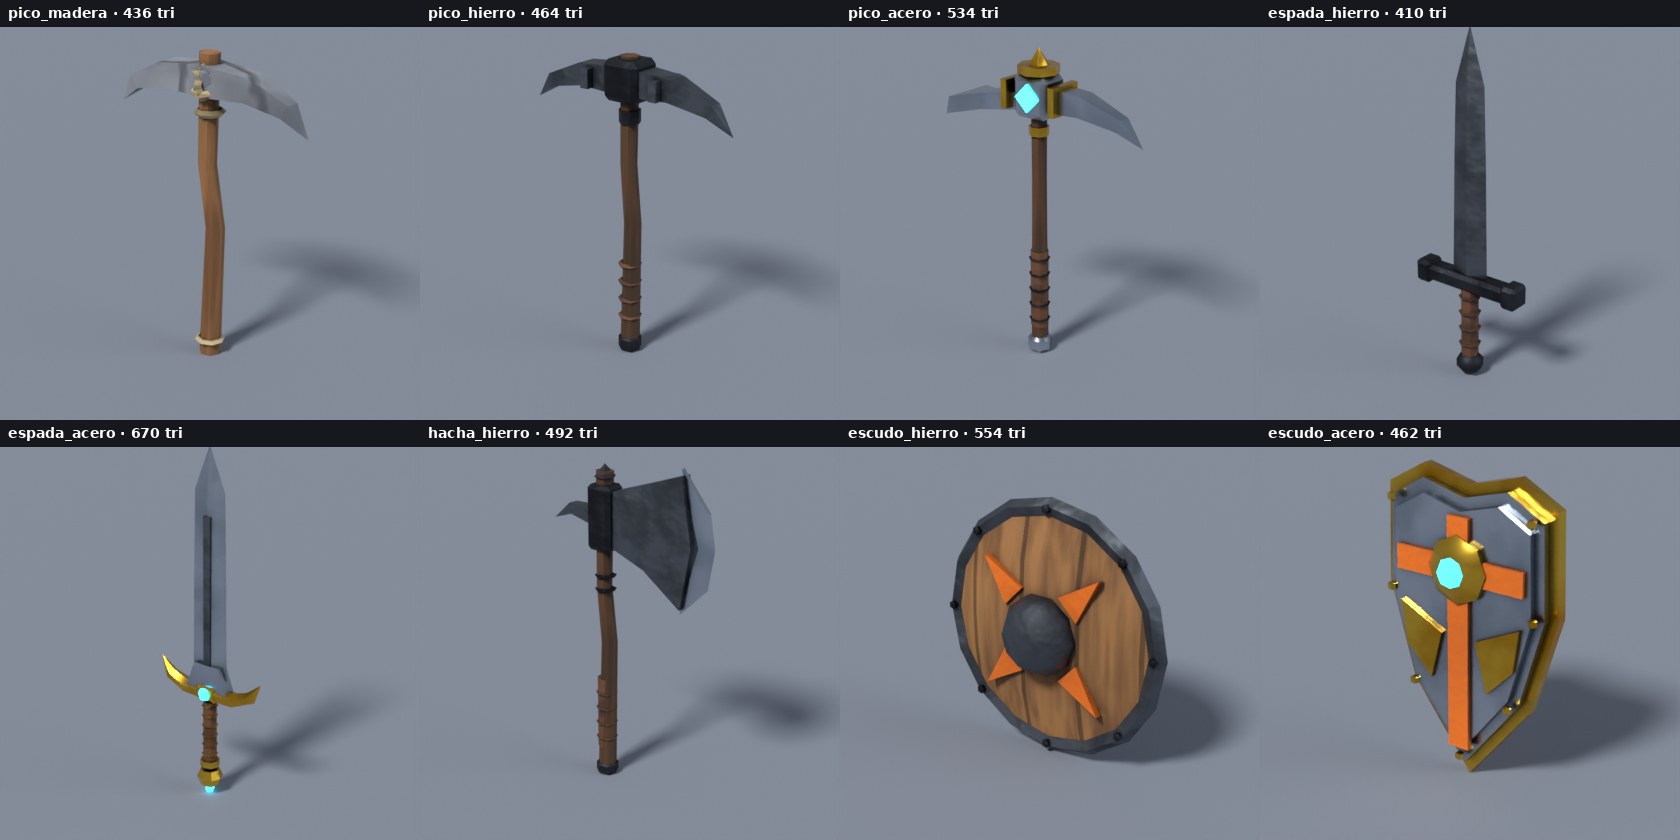 pico_madera · 436 tri
pico_hierro · 464 tri
pico_acero · 534 tri
espada_hierro · 410 tri
espada_acero · 670 tri
hacha_hierro · 492 tri
escudo_hierro · 554 tri
escudo_acero · 462 tri